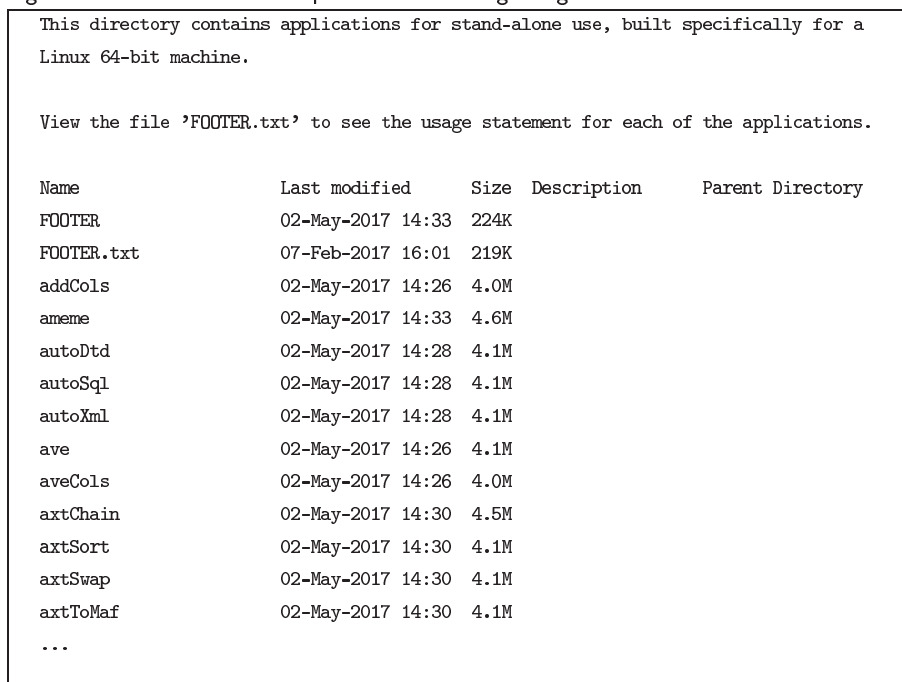 This directory contains applications for stand-alone use, built specifically for a
Linux 64-bit machine.
View the file ’FOOTER.txt’ to see the usage statement for each of the applications.
Name Last modified Size Description Parent Directory
FOOTER 02-May-2017 14:33 224K
FOOTER.txt 07-Feb-2017 16:01 219K
addCols 02-May-2017 14:26 4.0M
ameme 02-May-2017 14:33 4.6M
autoDtd 02-May-2017 14:28 4.1M
autoSql 02-May-2017 14:28 4.1M
autoXml 02-May-2017 14:28 4.1M
ave 02-May-2017 14:26 4.1M
aveCols 02-May-2017 14:26 4.0M
axtChain 02-May-2017 14:30 4.5M
axtSort 02-May-2017 14:30 4.1M
axtSwap 02-May-2017 14:30 4.1M
axtToMaf 02-May-2017 14:30 4.1M
...